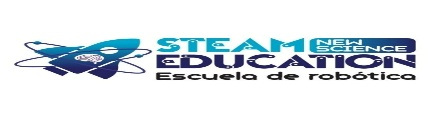 STEAM NEW SCIENCE
EDUCATION
Escuela de robótica